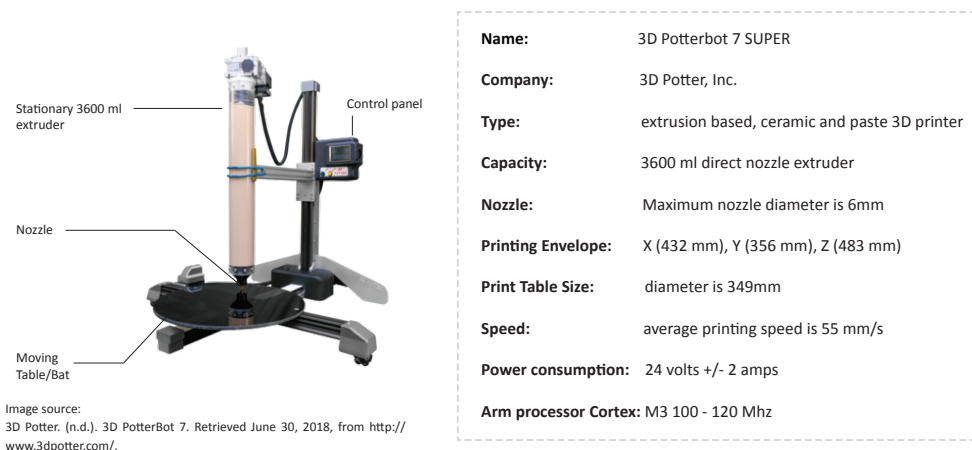 Stationary 3600 ml
extruder
Control panel
Nozzle
Moving
Table/Bat
Image source:
3D Potter. (n.d.). 3D PotterBot 7. Retrieved June 30, 2018, from http://
www.3dpotter.com/.
Name: 3D Potterbot 7 SUPER
Company: 3D Potter, Inc.
Type: extrusion based, ceramic and paste 3D printer
Capacity: 3600 ml direct nozzle extruder
Nozzle: Maximum nozzle diameter is 6mm
Printing Envelope: X (432 mm), Y (356 mm), Z (483 mm)
Print Table Size: diameter is 349mm
Speed: average printing speed is 55 mm/s
Power consumption: 24 volts +/- 2 amps
Arm processor Cortex: M3 100 - 120 Mhz